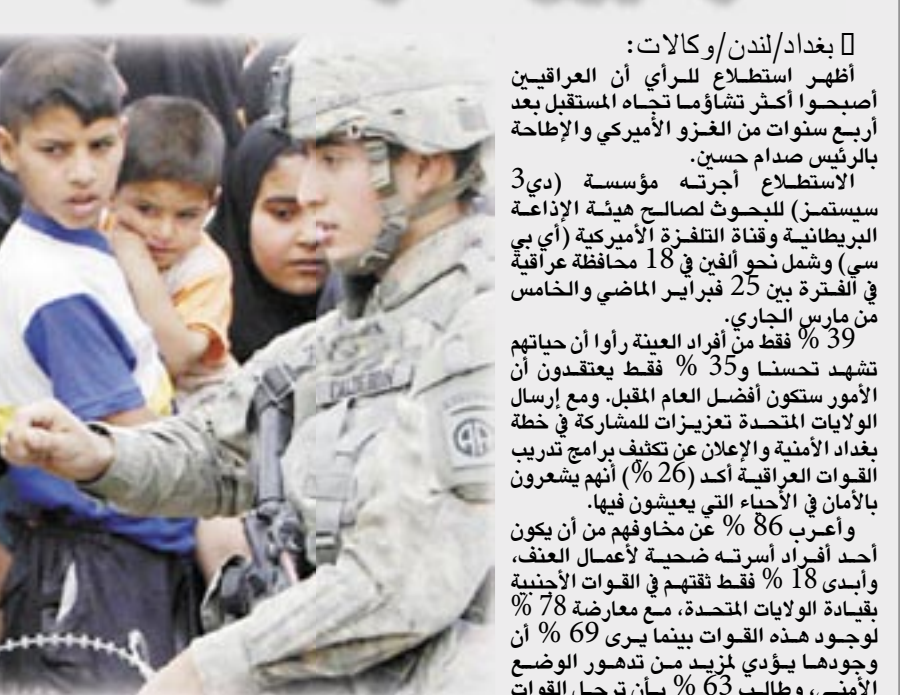 بغداد/لندن/وكالات:
أظهر استطلاع للرأي أن العراقيين
أصبحوا أكثر تشاؤما تجاه المستقبل بعد
أربع سنوات من الغزو الأميركي والإطاحة
بالرئيس صدام حسين.
الاستطلاع أجرته مؤسسة (دي3
سيستمز) للبحوث لصالح هيئة الإذاعة
البريطانية وقناة التلفزة الأميركية (أي بي
سي) وشمل نحو ألفين في 18 محافظة عراقية
في الفترة بين 25 فبراير الماضي والخامس
من مارس الجاري.
39 % فقط من أفراد العينة رأوا أن حياتهم
تشهد تحسنا و35 % فقط يعتقدون أن
الأمور ستكون أفضل العام المقبل. ومع إرسال
الولايات المتحدة تعزيزات للمشاركة في خطة
بغداد الأمنية والإعلان عن تكثيف برامج تدريب
القوات العراقية أكد (26 %) أنهم يشعرون
بالأمان في الأحياء التي يعيشون فيها.
وأعرب 86 % عن مخاوفهم من أن يكون
أحد أفراد أسرته ضحية لأعمال العنف،
وأبدى 18 % فقط ثقتهم في القوات الأجنبية
بقيادة الولايات المتحدة، مع معارضة 78 %
لوجود هذه القوات بينما يرى 69 % أن
وجودها يؤدي لمزيد من تدهور الوضع
الأمني، وطالب 63 % بأن ترحل القوات
CALDERON